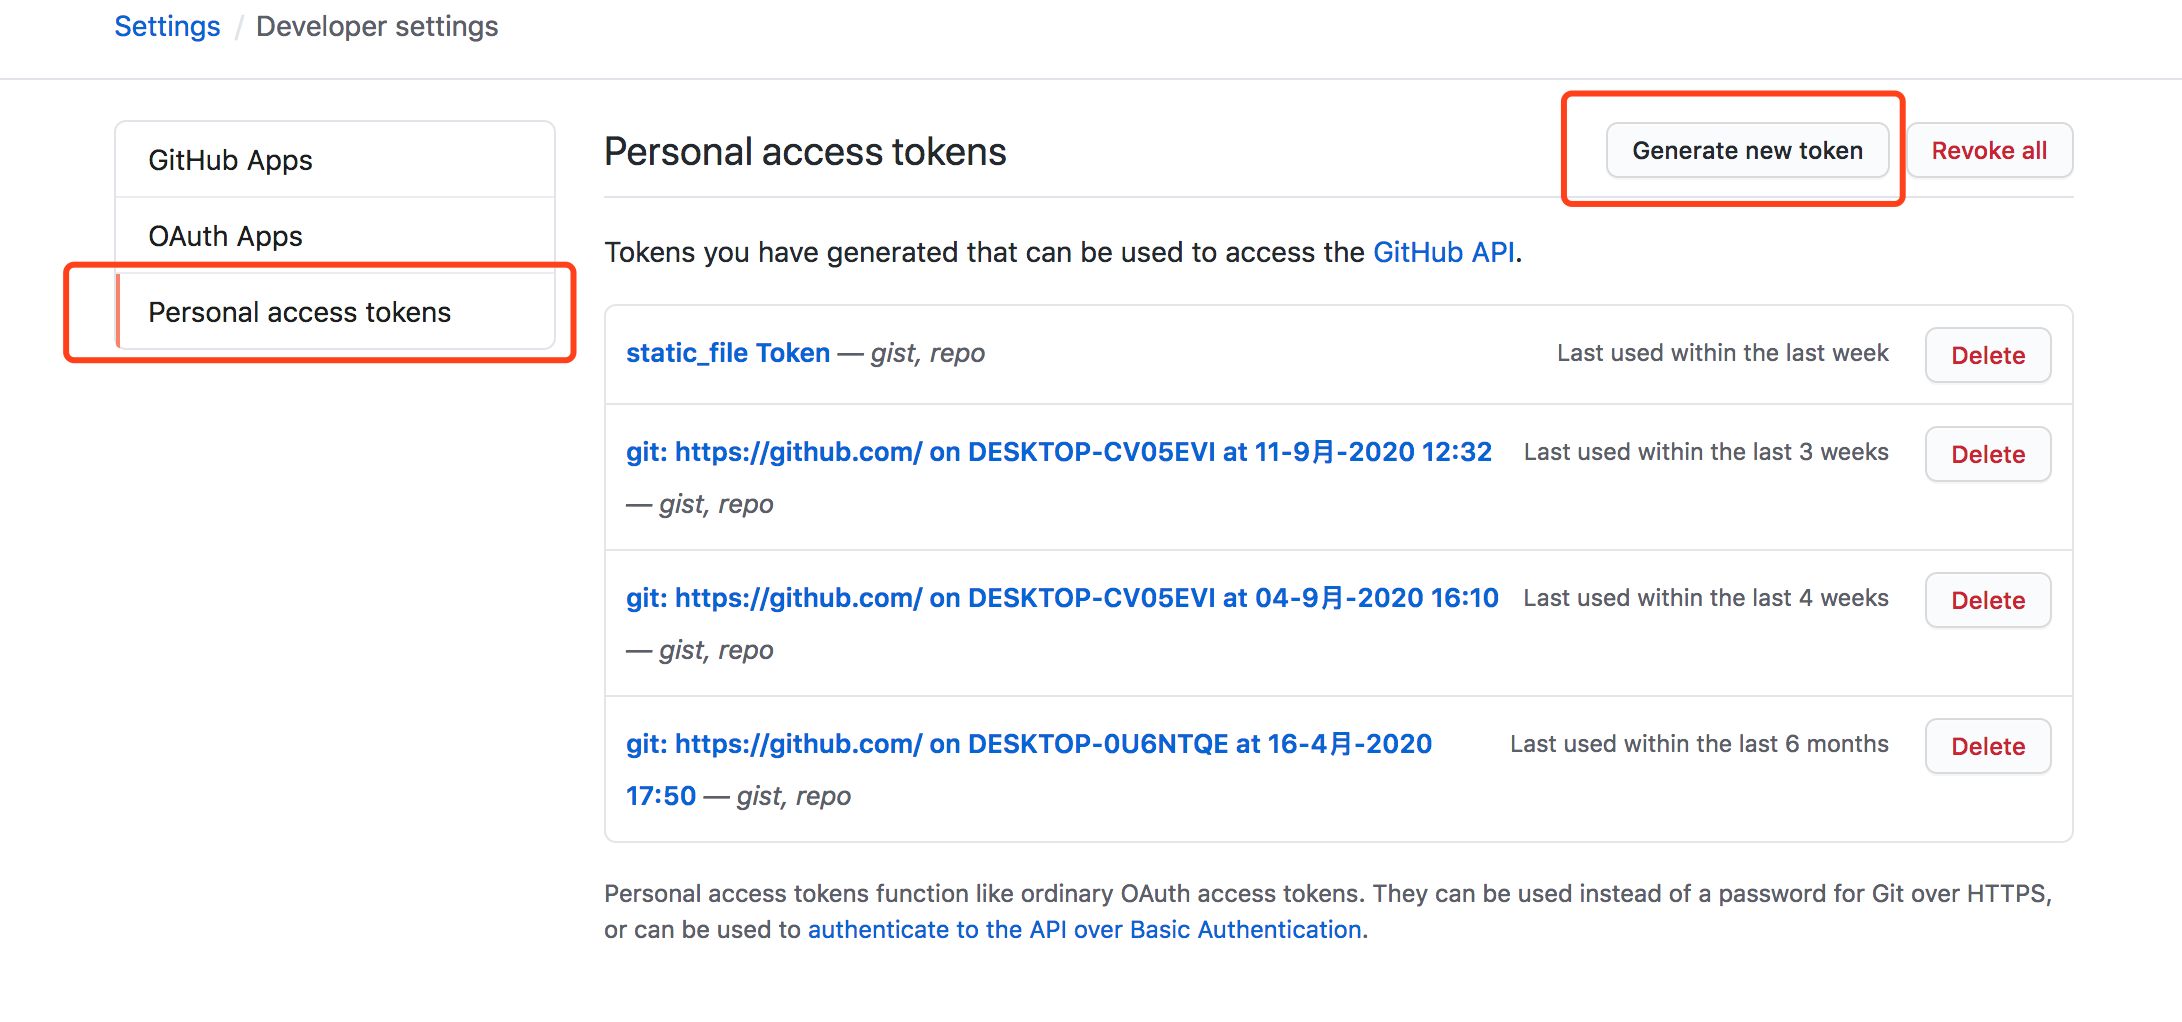 Settings / Developer settings
GitHub Apps
OAuth Apps
Personal access tokens
Personal access tokens
Generate new token
Revoke all
Tokens you have generated that can be used to access the GitHub API.
static_file Token — gist, repo
Last used within the last week
Delete
git: https://github.com/ on DESKTOP-CV05EVI at 11-9月-2020 12:32
— gist, repo
Last used within the last 3 weeks
Delete
git: https://github.com/ on DESKTOP-CV05EVI at 04-9月-2020 16:10
— gist, repo
Last used within the last 4 weeks
Delete
git: https://github.com/ on DESKTOP-0U6NTQE at 16-4月-2020
17:50 — gist, repo
Last used within the last 6 months
Delete
Personal access tokens function like ordinary OAuth access tokens. They can be used instead of a password for Git over HTTPS,
or can be used to authenticate to the API over Basic Authentication.